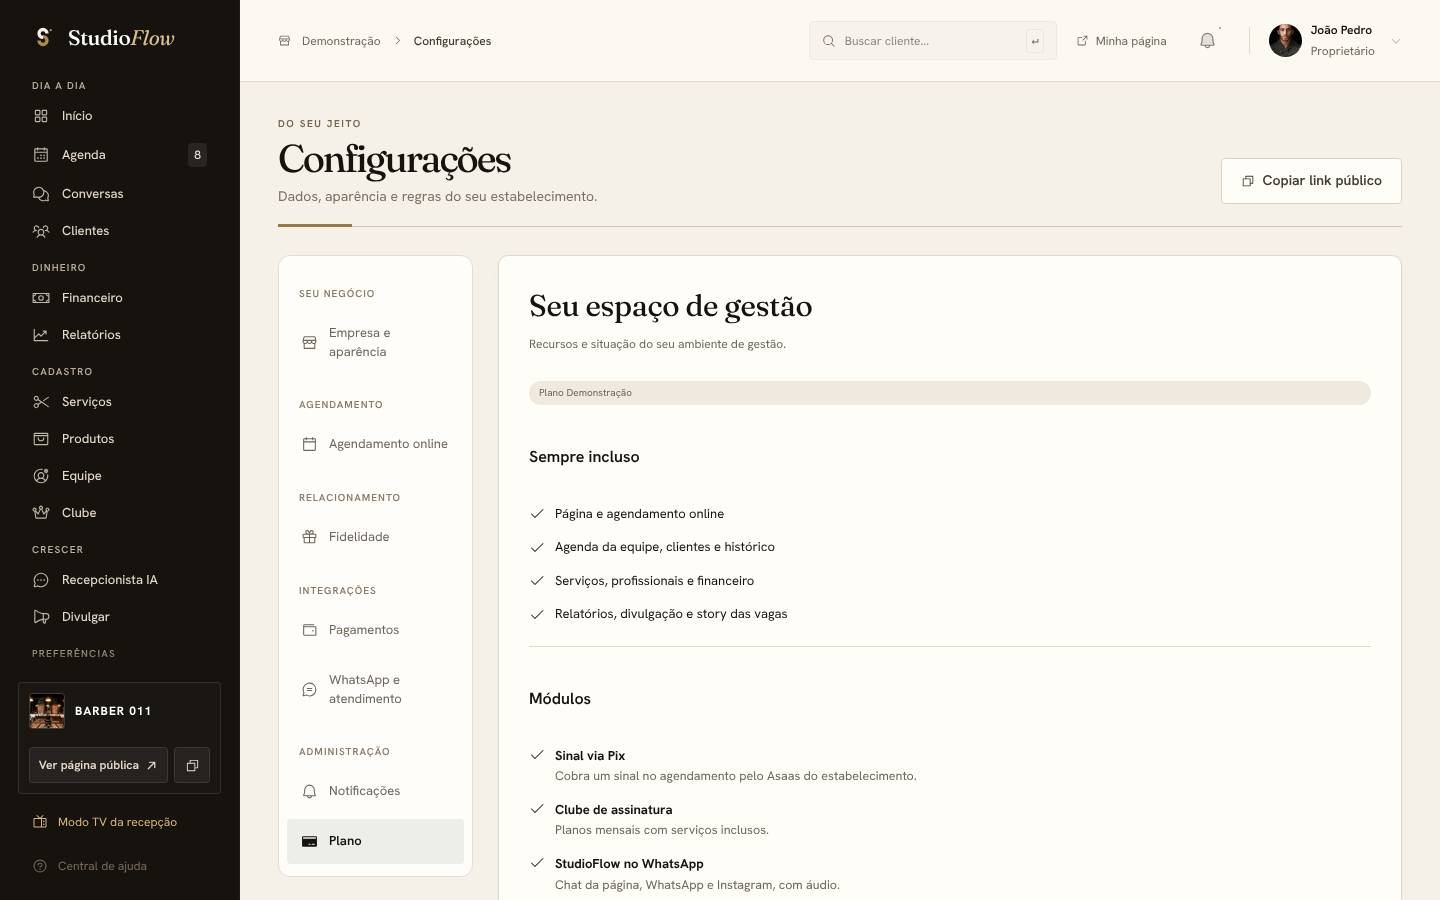 StudioFlow
DIA A DIA
Início
Agenda 8
Conversas
Clientes
DINHEIRO
Financeiro
Relatórios
CADASTRO
Serviços
Produtos
Equipe
Clube
CRESCER
Recepcionista IA
Divulgar
PREFERÊNCIAS
BARBER 011
Ver página pública
Modo TV da recepção
Central de ajuda
Demonstração
Configurações
Buscar cliente...
Minha página
João Pedro
Proprietário
DO SEU JEITO
Configurações
Dados, aparência e regras do seu estabelecimento.
Copiar link público
SEU NEGÓCIO
Empresa e
aparência
AGENDAMENTO
Agendamento online
RELACIONAMENTO
Fidelidade
INTEGRAÇÕES
Pagamentos
WhatsApp e
atendimento
ADMINISTRAÇÃO
Notificações
Plano
Seu espaço de gestão
Recursos e situação do seu ambiente de gestão.
Plano Demonstração
Sempre incluso
Página e agendamento online
Agenda da equipe, clientes e histórico
Serviços, profissionais e financeiro
Relatórios, divulgação e story das vagas
Módulos
Sinal via Pix
Cobra um sinal no agendamento pelo Asaas do estabelecimento.
Clube de assinatura
Planos mensais com serviços inclusos.
StudioFlow no WhatsApp
Chat da página, WhatsApp e Instagram, com áudio.